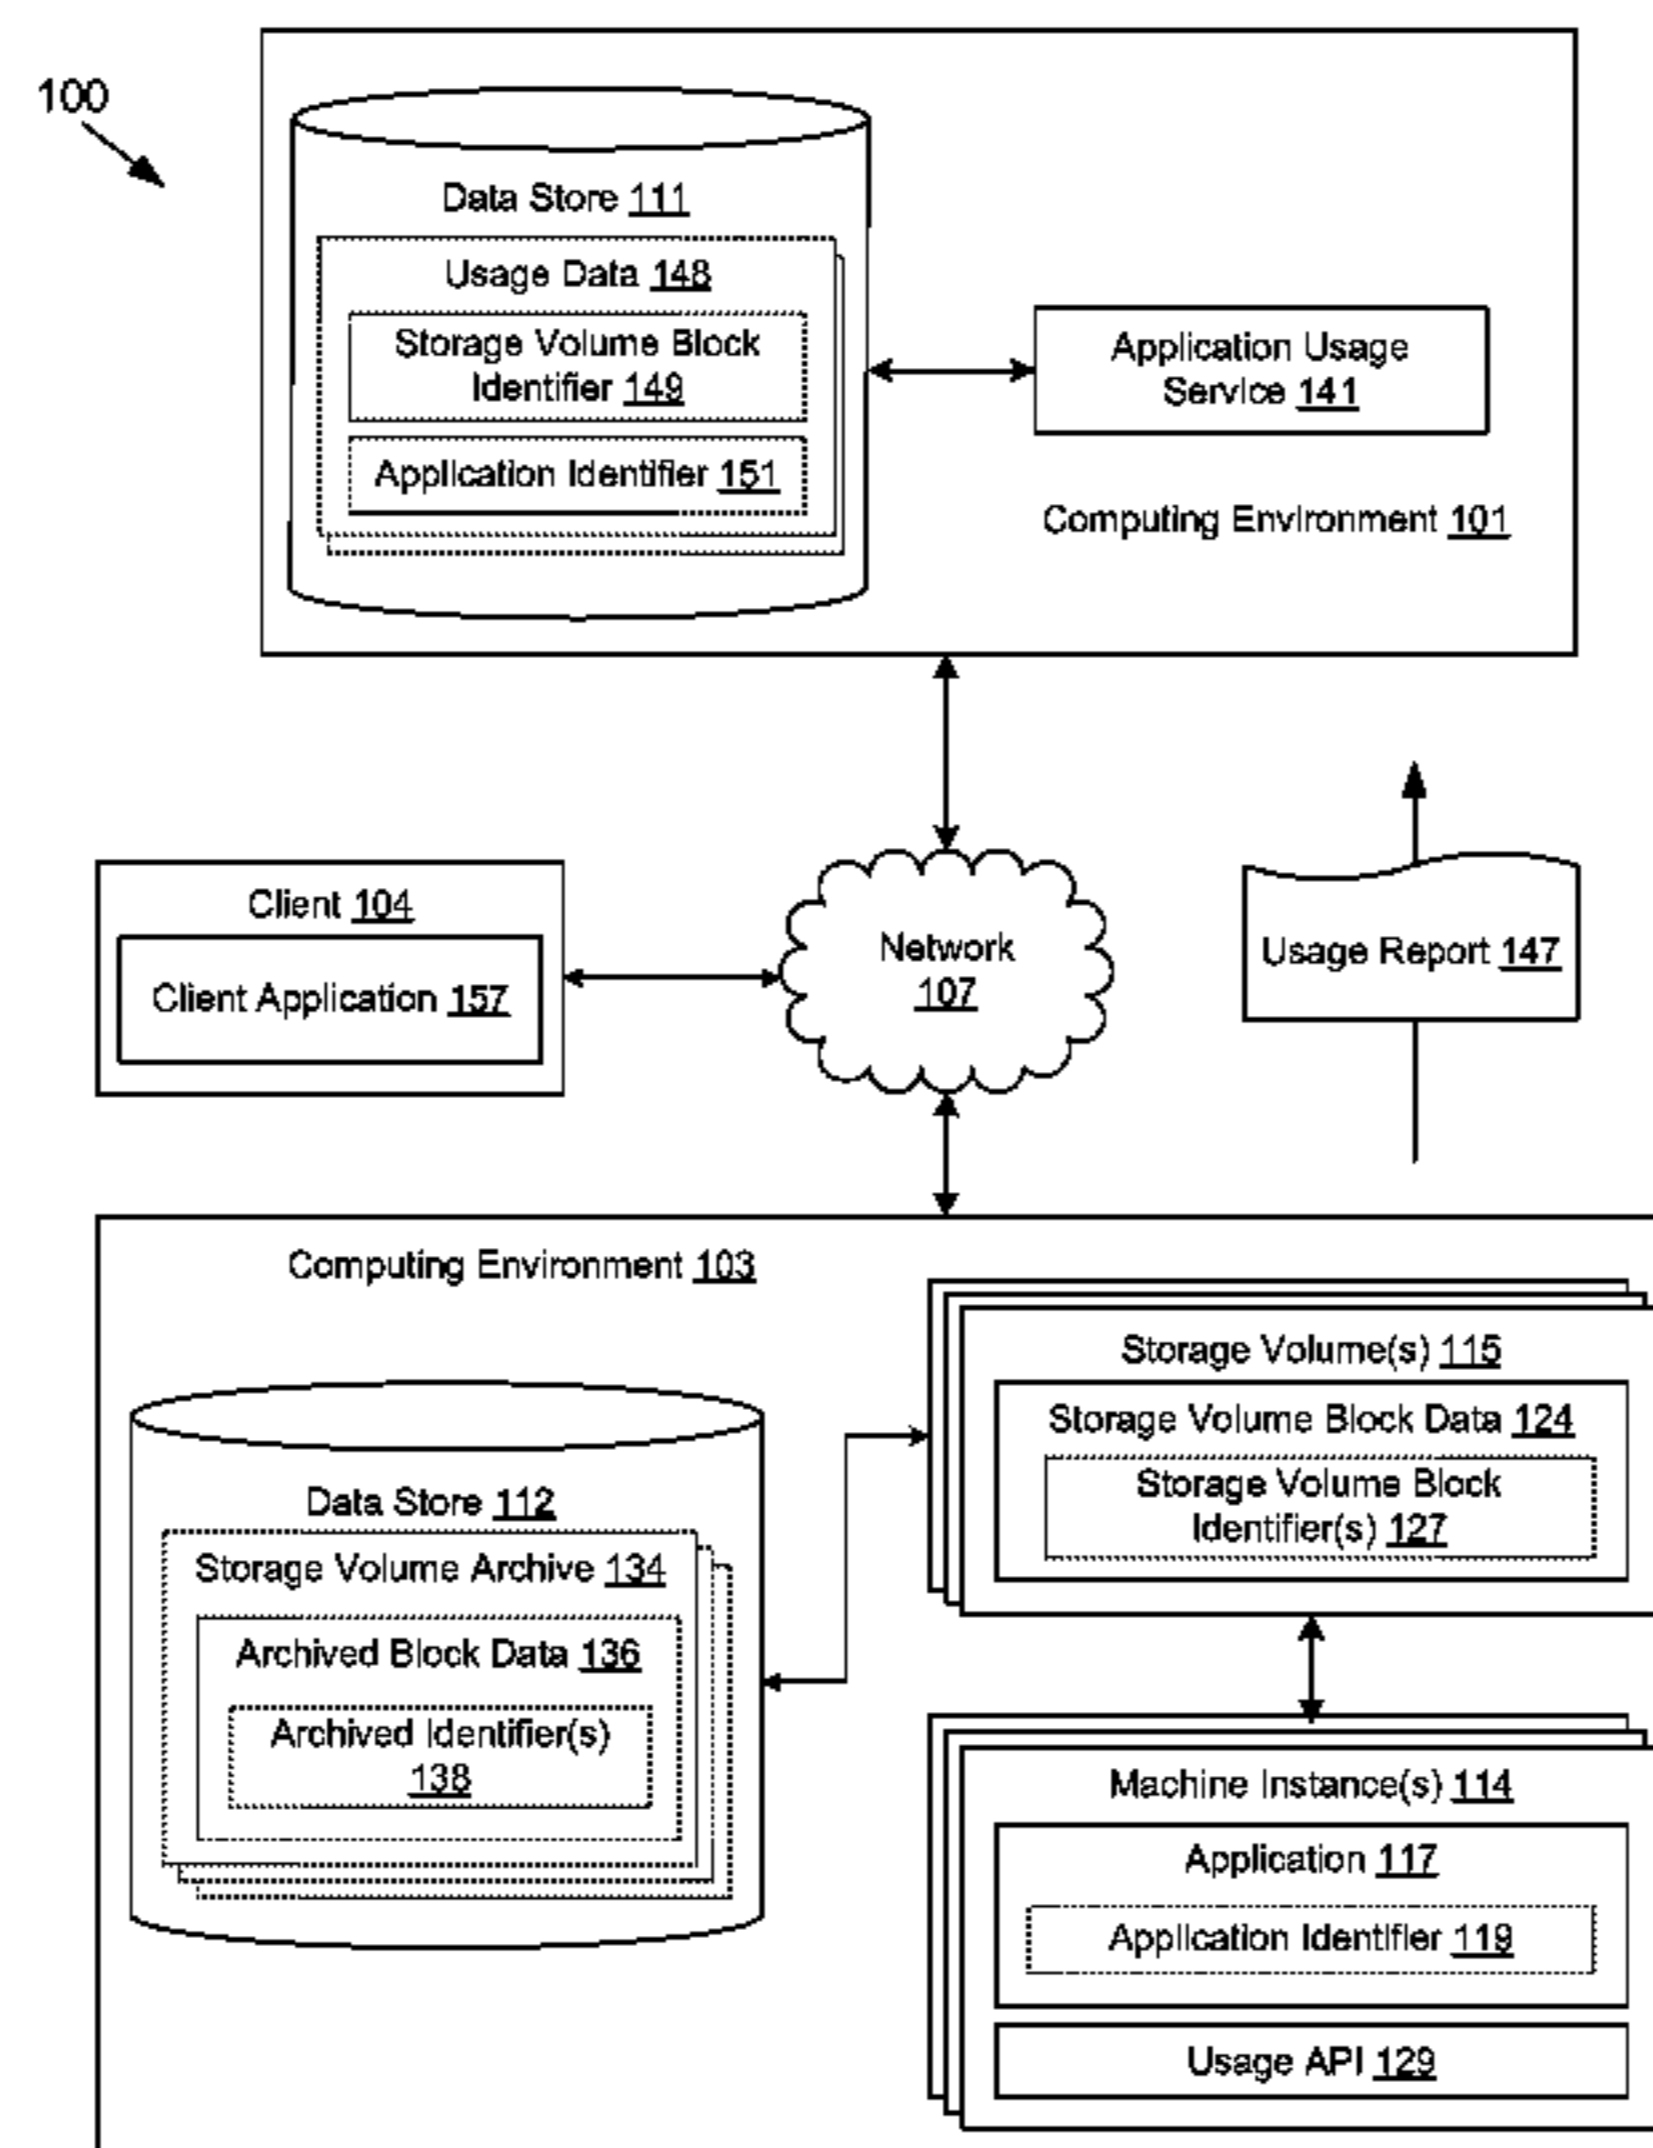 100
Data Store 111
Usage Data 148
Storage Volume Block
Identifier 149
Application Identifier 151
Application Usage
Service 141
Computing Environment 101
Client 104
Client Application 157
Network
107
Usage Report 147
Computing Environment 103
Storage Volume(s) 115
Storage Volume Block Data 124
Storage Volume Block
Identifier(s) 127
Data Store 112
Storage Volume Archive 134
Archived Block Data 136
Archived Identifier(s)
138
Machine Instance(s) 114
Application 117
Application Identifier 119
Usage API 129